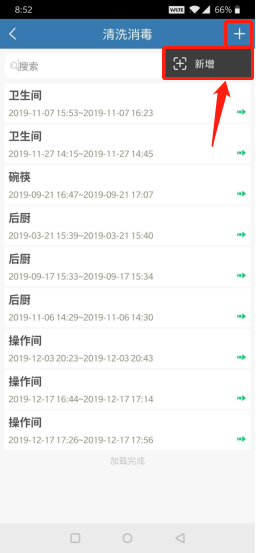 8:52
VoLTE 66%
清洗消毒
搜索
新增
卫生间
2019-11-07 15:53~2019-11-07 16:23
卫生间
2019-11-27 14:15~2019-11-27 14:45
碗筷
2019-09-21 16:47~2019-09-21 17:07
后厨
2019-03-21 15:39~2019-03-21 15:40
后厨
2019-09-17 15:33~2019-09-17 15:34
后厨
2019-11-06 14:29~2019-11-06 14:30
操作间
2019-12-03 20:23~2019-12-03 20:43
操作间
2019-12-17 16:44~2019-12-17 17:14
操作间
2019-12-17 17:26~2019-12-17 17:56
加载完成